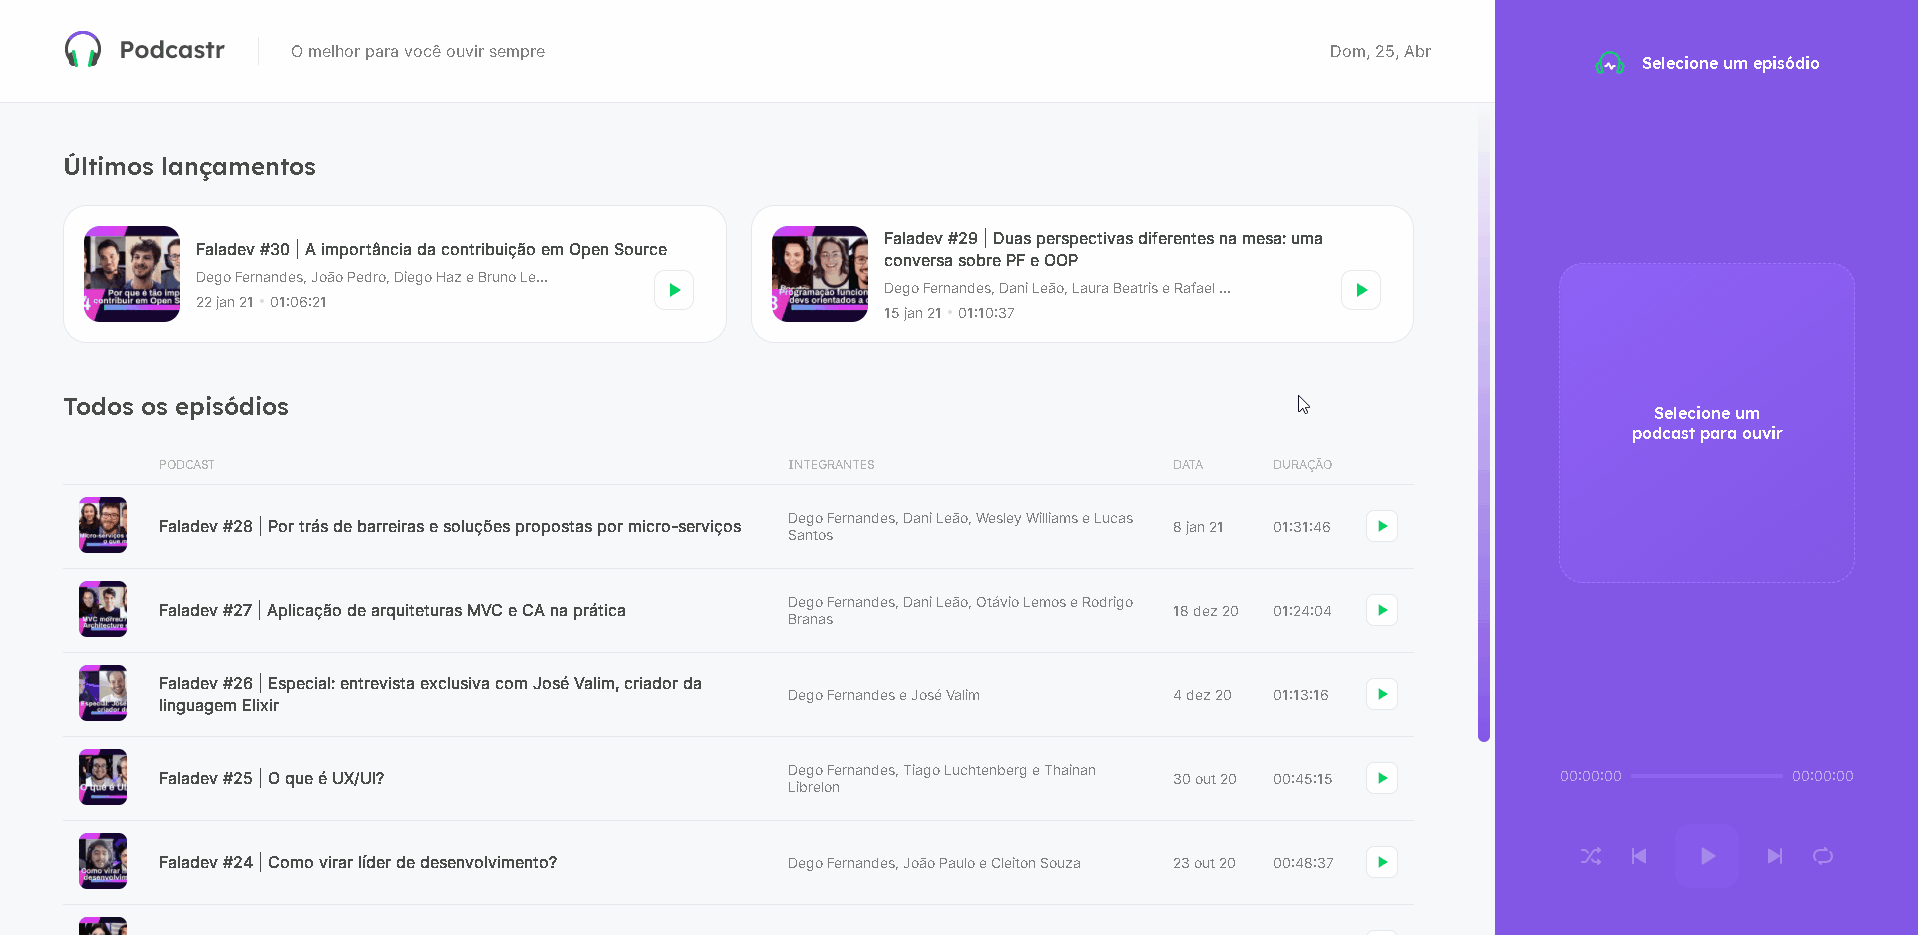 Podcastr
O melhor para você ouvir sempre
Dom, 25, Abr
Selecione um episódio
Últimos lançamentos
Por que é tão imp
contribuir em Open S
Faladev #30 | A importância da contribuição em Open Source
Dego Fernandes, João Pedro, Diego Haz e Bruno Le...
22 jan 21 • 01:06:21
Programação funcion
devs orientados a o
Faladev #29 | Duas perspectivas diferentes na mesa: uma
conversa sobre PF e OOP
Dego Fernandes, Dani Leão, Laura Beatris e Rafael ...
15 jan 21 • 01:10:37
Todos os episódios
PODCAST
INTEGRANTES
DATA
DURAÇÃO
Faladev #28 | Por trás de barreiras e soluções propostas por micro-serviços
Dego Fernandes, Dani Leão, Wesley Williams e Lucas
Santos
8 jan 21
01:31:46
Faladev #27 | Aplicação de arquiteturas MVC e CA na prática
Dego Fernandes, Dani Leão, Otávio Lemos e Rodrigo
Branas
18 dez 20
01:24:04
Faladev #26 | Especial: entrevista exclusiva com José Valim, criador da
linguagem Elixir
Dego Fernandes e José Valim
4 dez 20
01:13:16
Faladev #25 | O que é UX/UI?
Dego Fernandes, Tiago Luchtenberg e Thainan
Librelon
30 out 20
00:45:15
Faladev #24 | Como virar líder de desenvolvimento?
Dego Fernandes, João Paulo e Cleiton Souza
23 out 20
00:48:37
Selecione um
podcast para ouvir
00:00:00
00:00:00